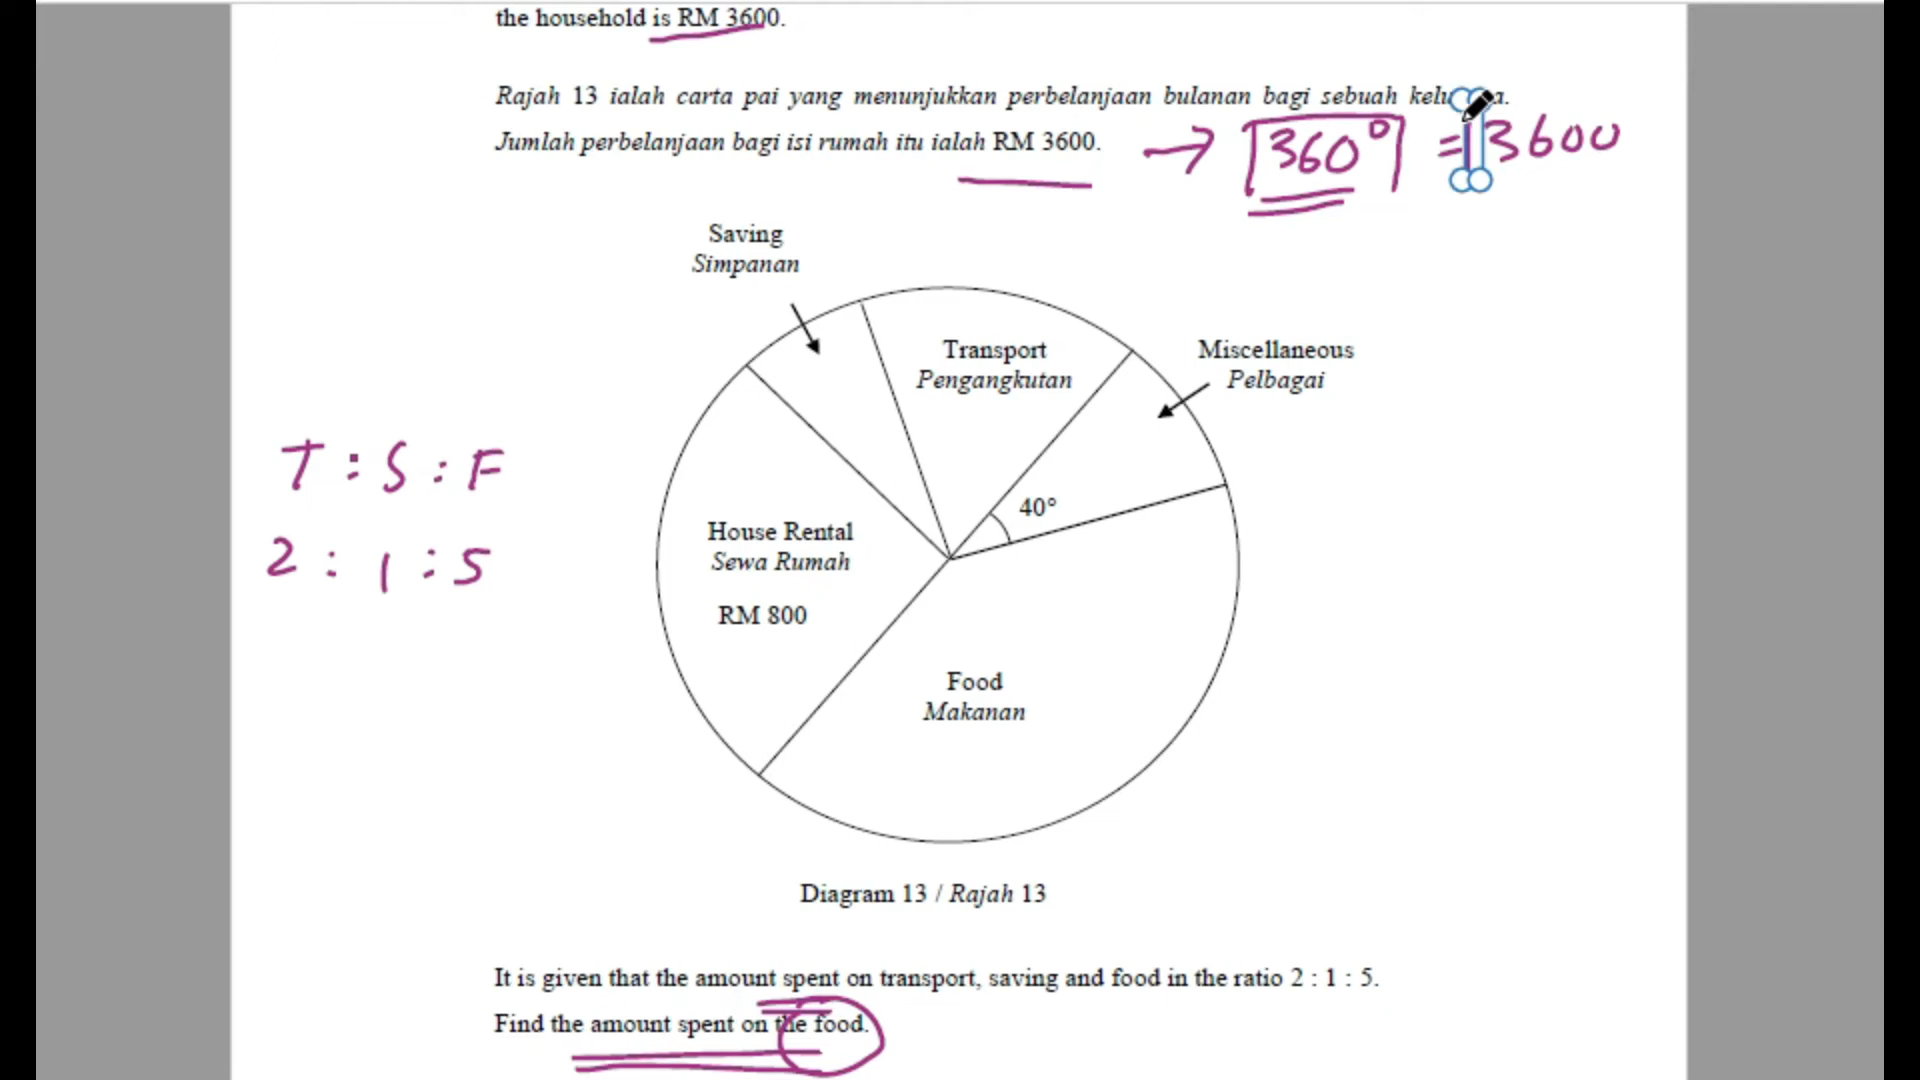 the household is RM 3600.
Rajah 13 ialah carta pai yang menunjukkan perbelanjaan bulanan bagi sebuah
Jumlah perbelanjaan bagi isi rumah itu ialah RM 3600. → 360° = 3600
Saving
Simpanan
Transport
Pengangkutan
Miscellaneous
Pelbagai
T : S : F
40°
House Rental
Sewa Rumah
2 : 1 : 5
RM 800
Food
Makanan
Diagram 13 / Rajah 13
It is given that the amount spent on transport, saving and food in the ratio 2 : 1 : 5.
Find the amount spent on the food.